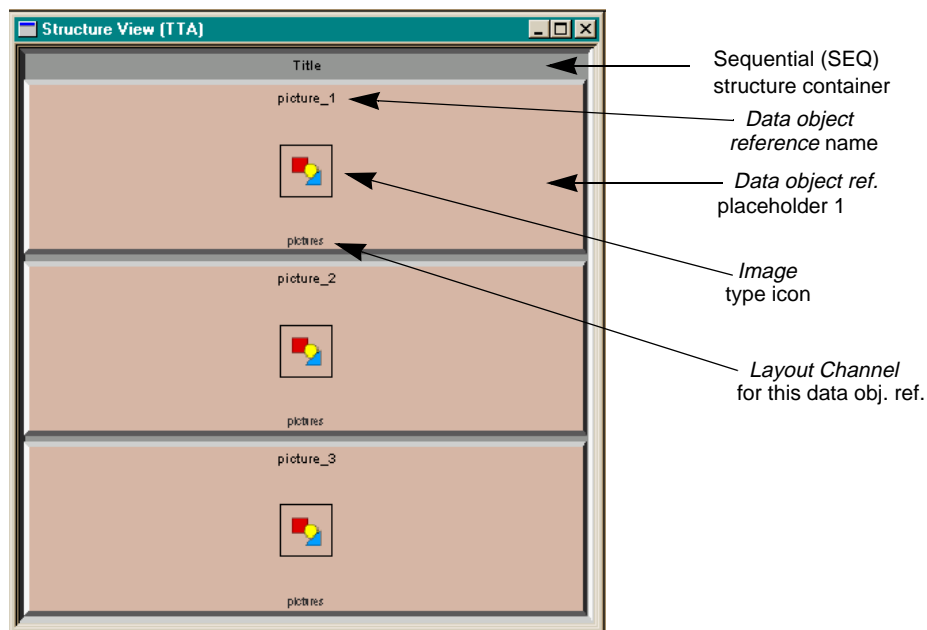 Structure View (TTA)
Title
picture_1
pictures
picture_2
pictures
picture_3
pictures
Sequential (SEQ)
structure container
Data object
reference name
Data object ref.
placeholder 1
Image
type icon
Layout Channel
for this data obj. ref.